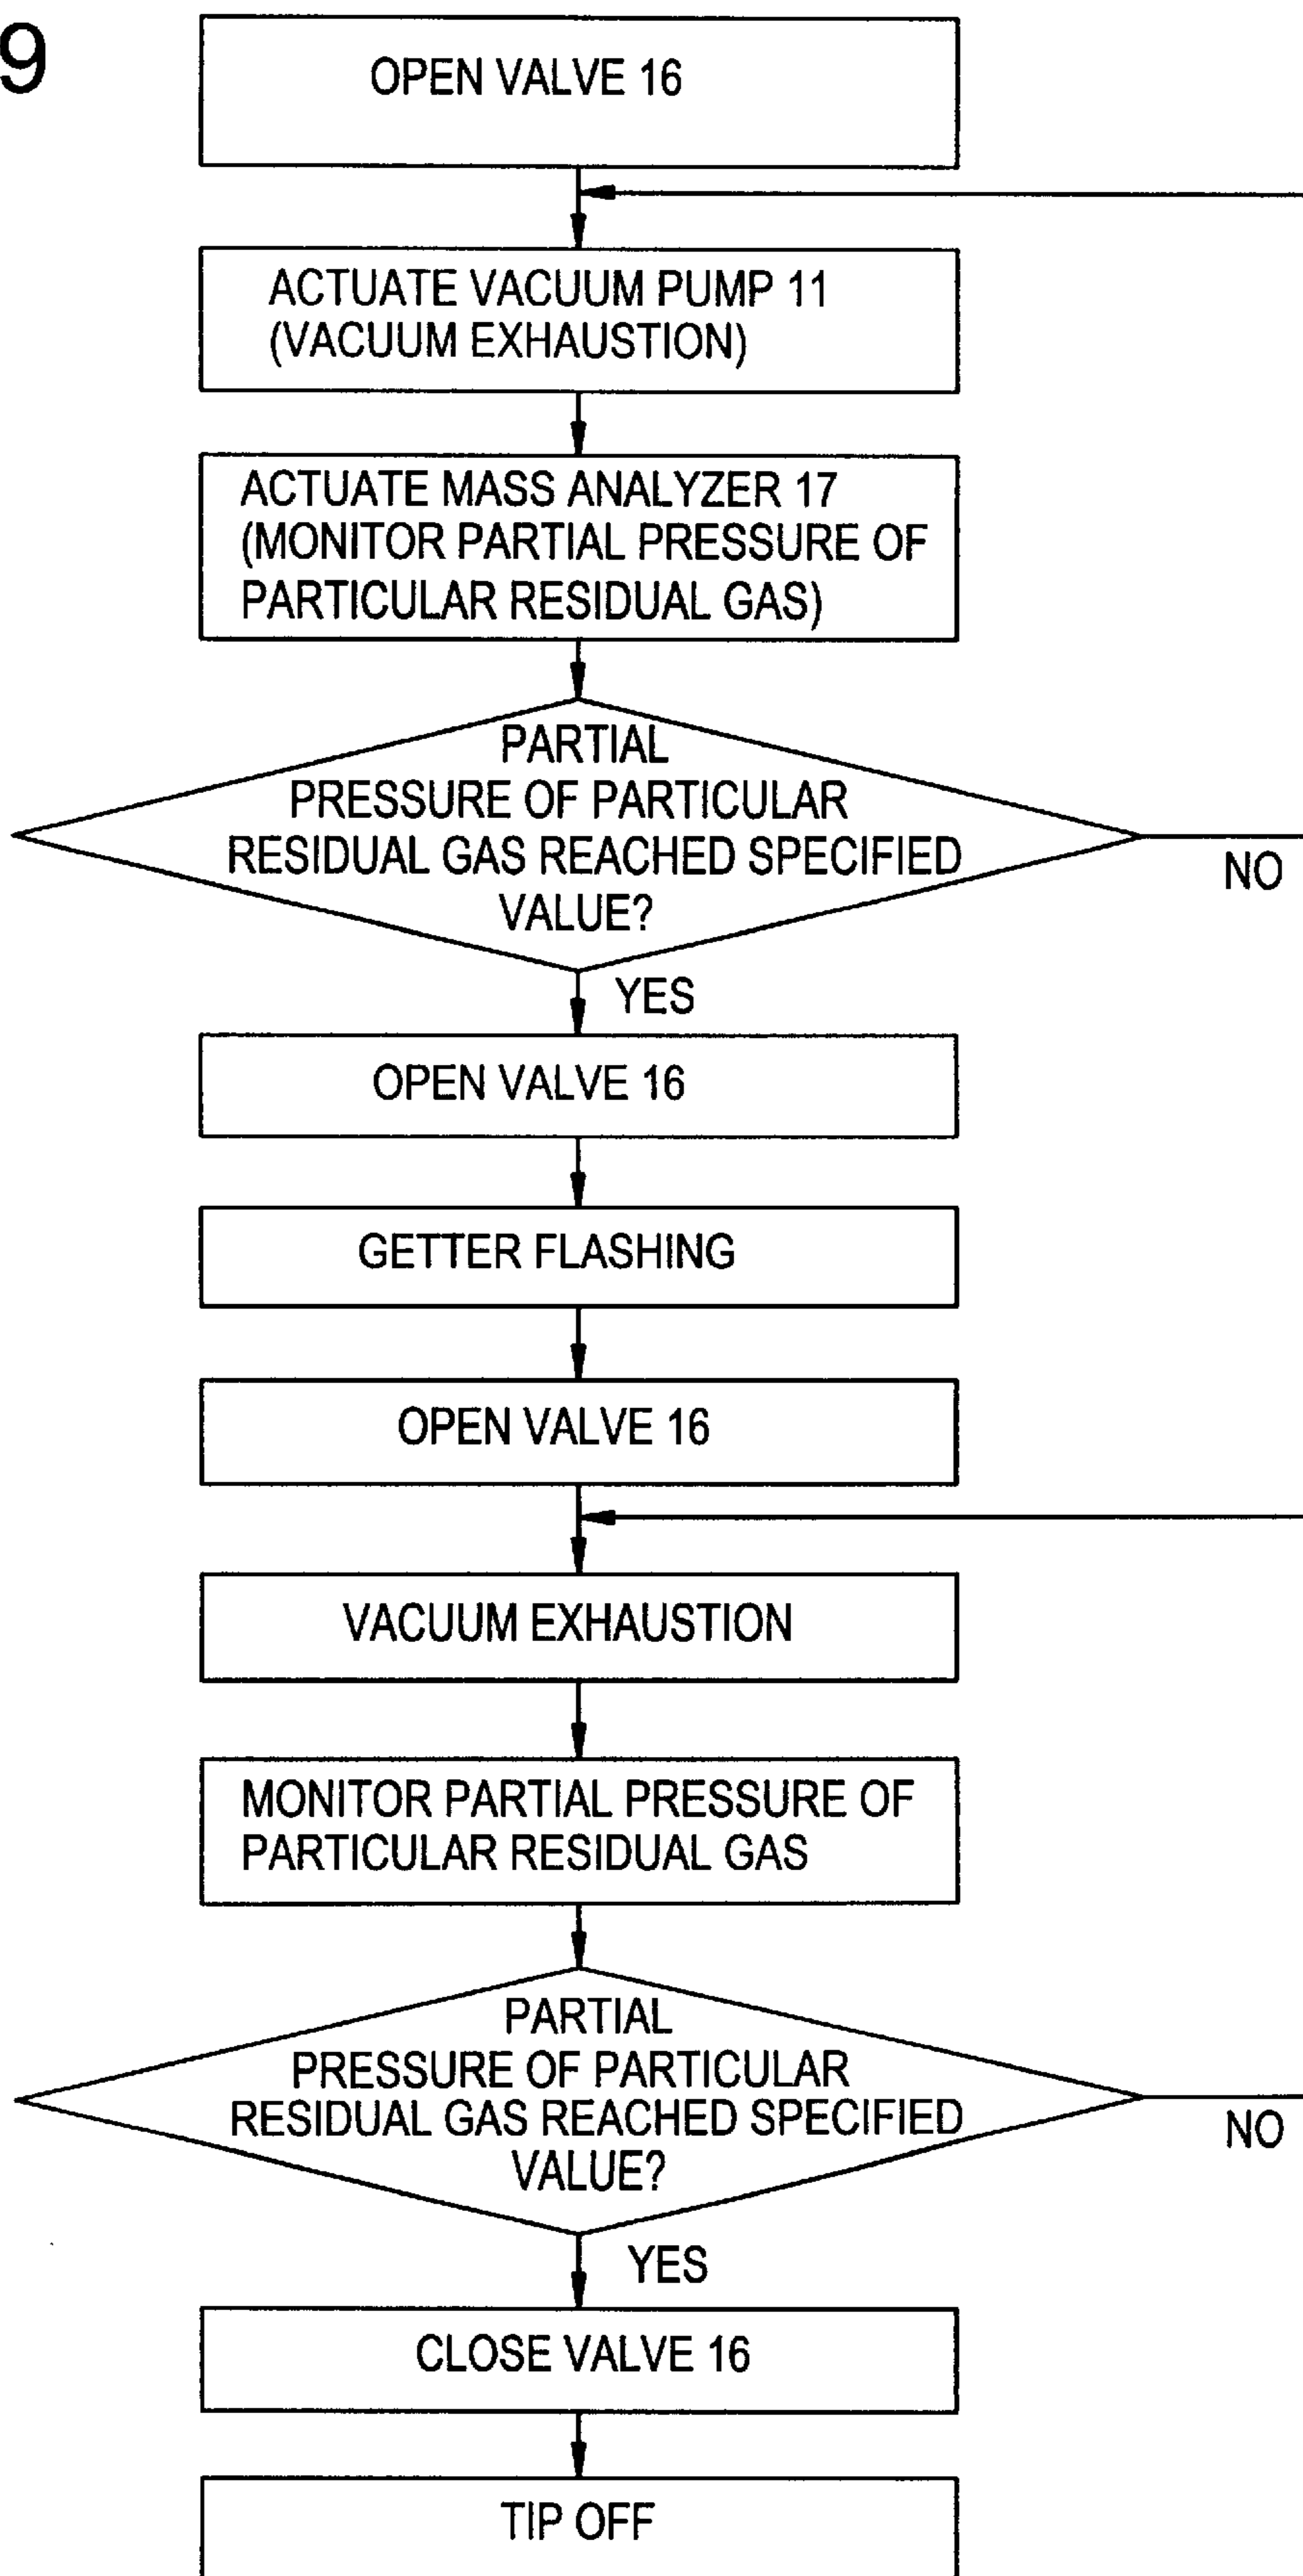 9
OPEN VALVE 16
ACTUATE VACUUM PUMP 11
(VACUUM EXHAUSTION)
ACTUATE MASS ANALYZER 17
(MONITOR PARTIAL PRESSURE OF
PARTICULAR RESIDUAL GAS)
PARTIAL
PRESSURE OF PARTICULAR
RESIDUAL GAS REACHED SPECIFIED
VALUE?
NO
YES
OPEN VALVE 16
GETTER FLASHING
OPEN VALVE 16
VACUUM EXHAUSTION
MONITOR PARTIAL PRESSURE OF
PARTICULAR RESIDUAL GAS
PARTIAL
PRESSURE OF PARTICULAR
RESIDUAL GAS REACHED SPECIFIED
VALUE?
NO
YES
CLOSE VALVE 16
TIP OFF